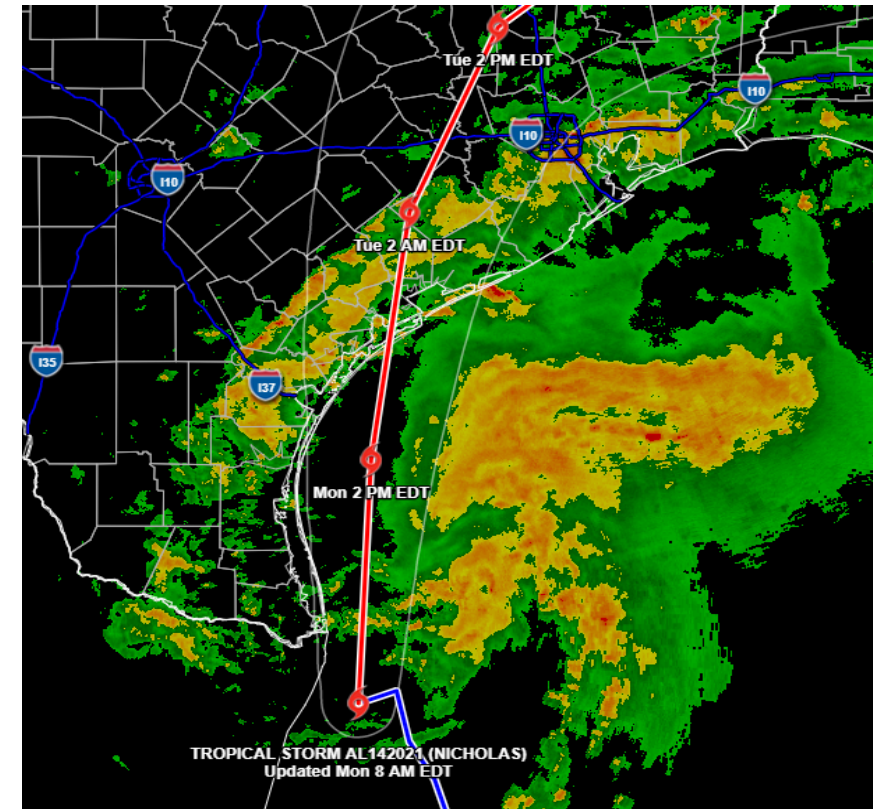 Tue 2 PM EDT
I10
I10
I10
Tue 2 AM EDT
I35
I37
Mon 2 PM EDT
TROPICAL STORM AL142021 (NICHOLAS)
Updated Mon 8 AM EDT